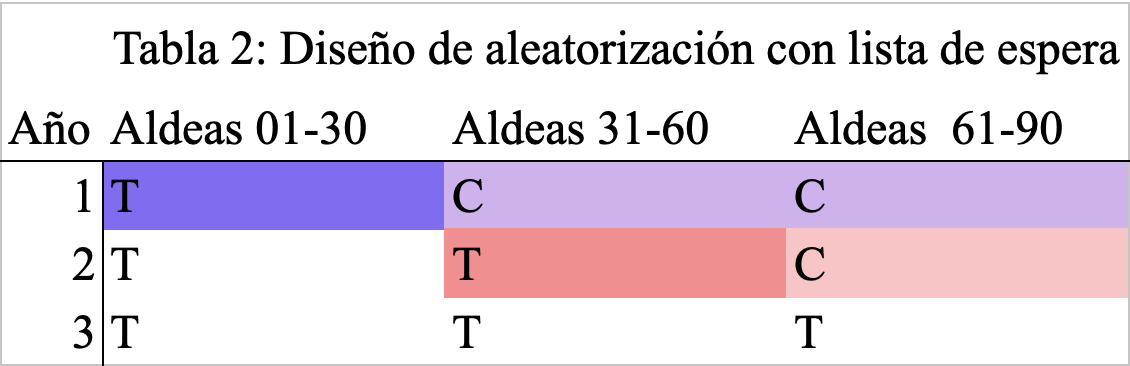 Tabla 2: Diseño de aleatorización con lista de espera
Año Aldeas 01-30 Aldeas 31-60 Aldeas 61-90
1 T C C
2 T T C
3 T T T